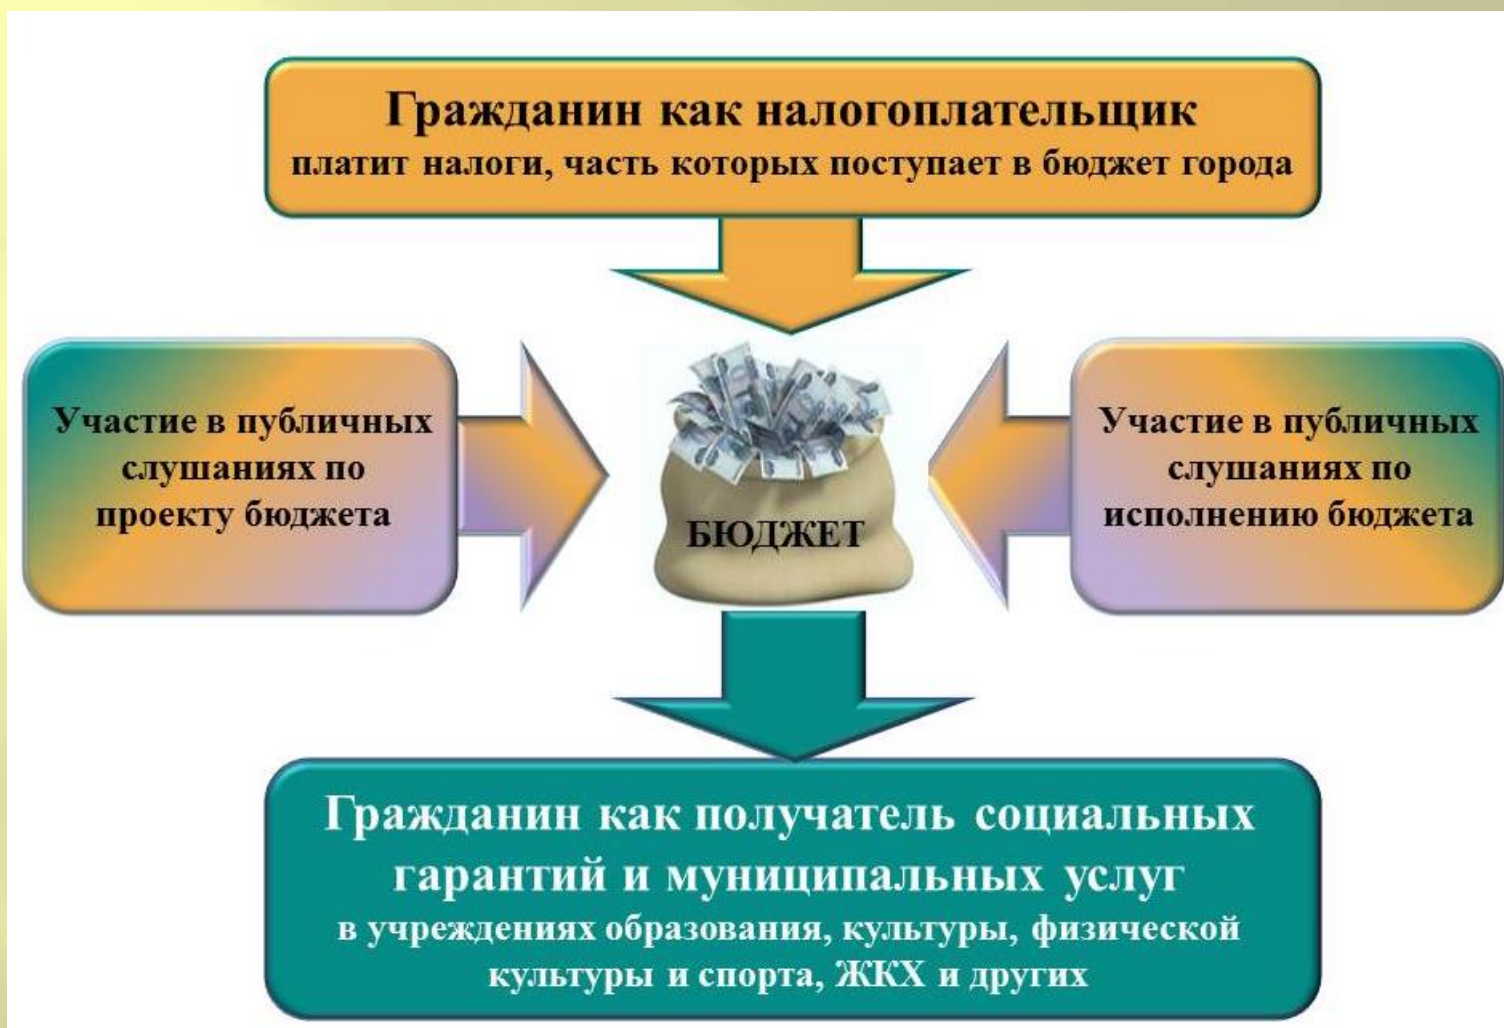 Гражданин как налогоплательщик
платит налоги, часть которых поступает в бюджет города
Участие в публичных
слушаниях по
проекту бюджета
БЮДЖЕТ
Участие в публичных
слушаниях по
исполнению бюджета
Гражданин как получатель социальных
гарантий и муниципальных услуг
в учреждениях образования, культуры, физической
культуры и спорта, ЖКХ и других